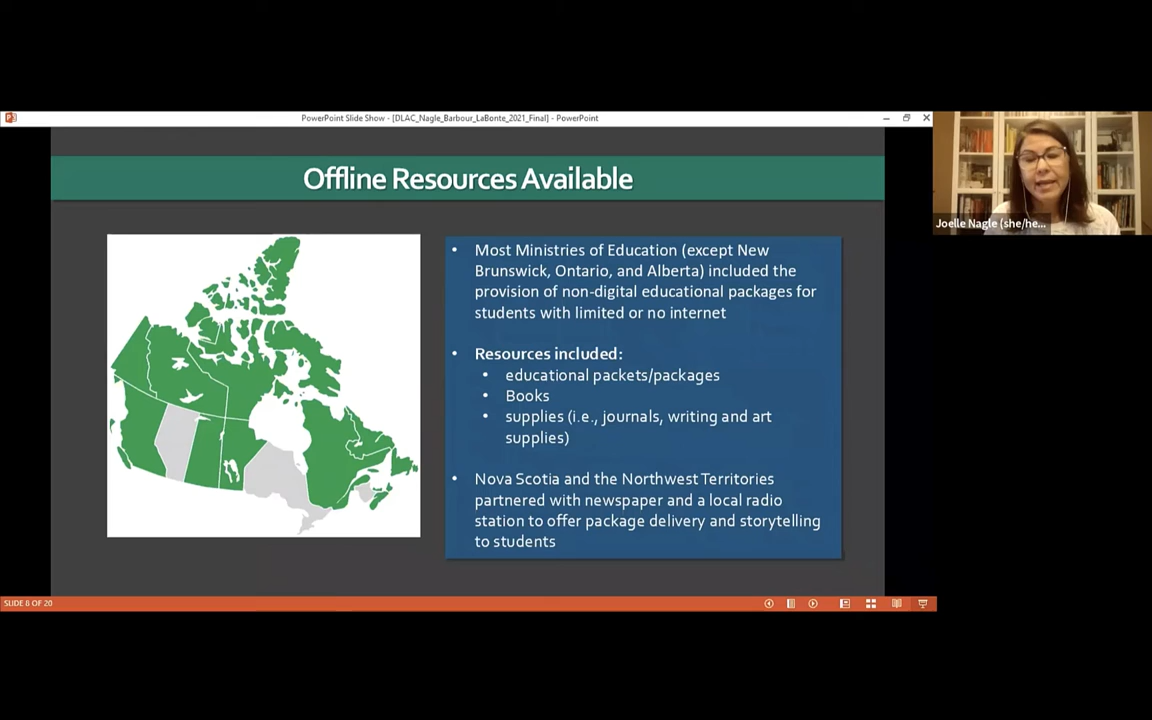 PowerPoint Slide Show - [DLAC_Nagle_Barbour_LaBonte_2021_Final] - PowerPoint
Offline Resources Available
• Most Ministries of Education (except New
Brunswick, Ontario, and Alberta) included the
provision of non-digital educational packages for
students with limited or no internet
• Resources included:
• educational packets/packages
• Books
• supplies (i.e., journals, writing and art
supplies)
• Nova Scotia and the Northwest Territories
partnered with newspaper and a local radio
station to offer package delivery and storytelling
to students
Joelle Nagle (she/he...
SLIDE 8 OF 20